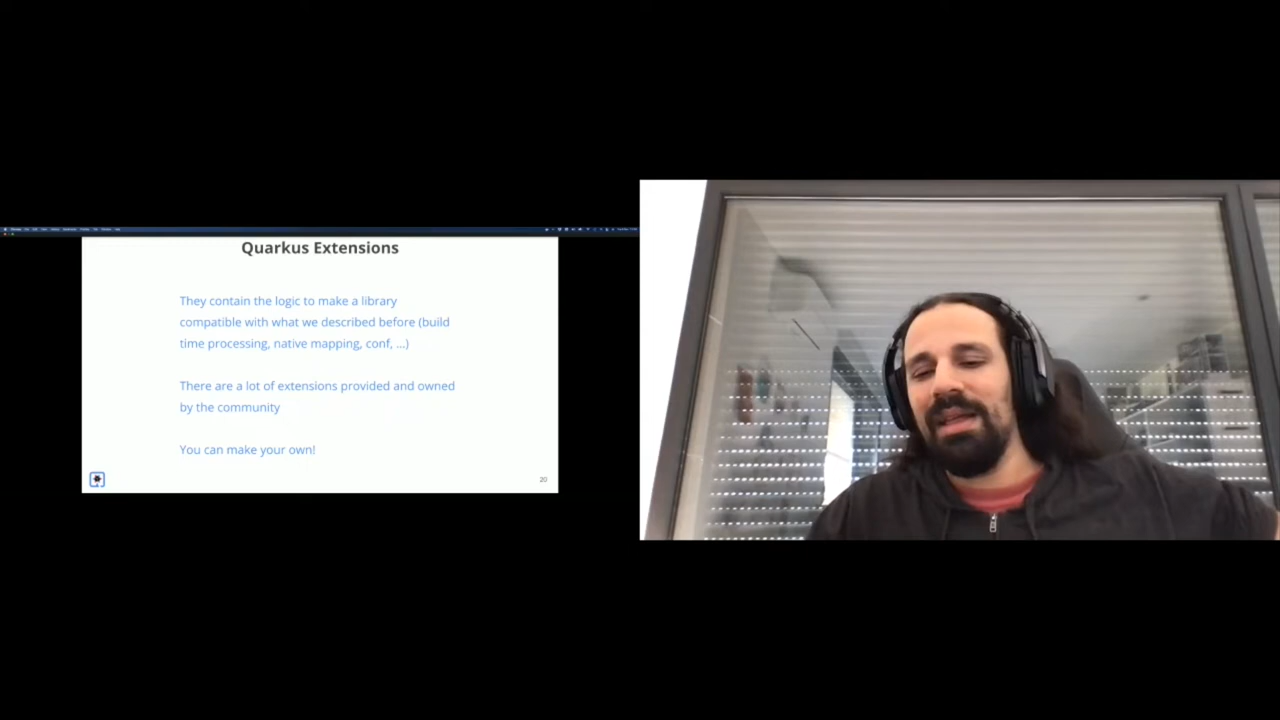 Quarkus Extensions
They contain the logic to make a library
compatible with what we described before (build
time processing, native mapping, conf, ...)
There are a lot of extensions provided and owned
by the community
You can make your own!
20